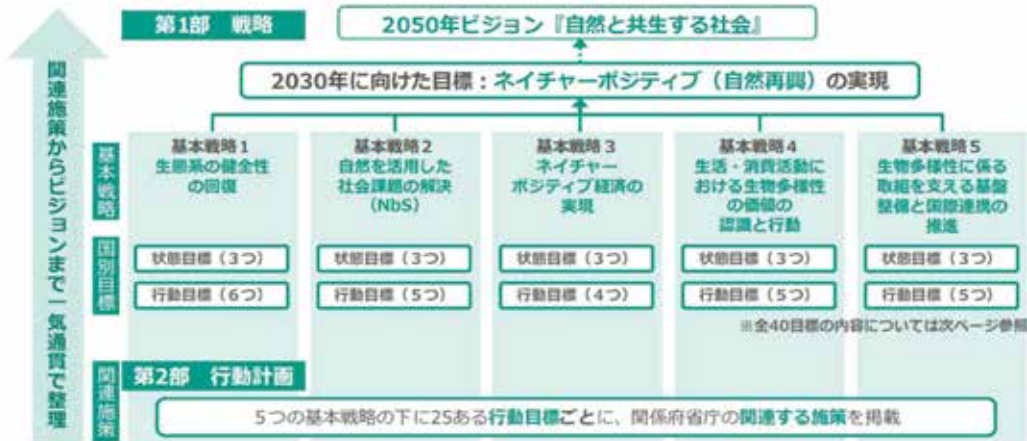 第1部 戦略
2050年ビジョン『自然と共生する社会』
2030年に向けた目標:ネイチャーポジティブ(自然再興)の実現
関連施策からビジョンまで一気通貫で整理
基本戦略
基本戦略1
生態系の健全性
の回復
基本戦略2
自然を活用した
社会課題の解決
(NbS)
基本戦略3
ネイチャー
ポジティブ経済の
実現
基本戦略4
生活・消費活動に
おける生物多様性
の価値の
認識と行動
基本戦略5
生物多様性に係る
取組を支える基盤
整備と国際連携の
推進
国別目標
状態目標(3つ)
状態目標(3つ)
状態目標(3つ)
状態目標(3つ)
状態目標(3つ)
行動目標(6つ)
行動目標(5つ)
行動目標(4つ)
行動目標(5つ)
行動目標(5つ)
※全40目標の内容については次ページ参照
関連施策
第2部 行動計画
5つの基本戦略の下に25ある行動目標ごとに、関係府省庁の関連する施策を掲載